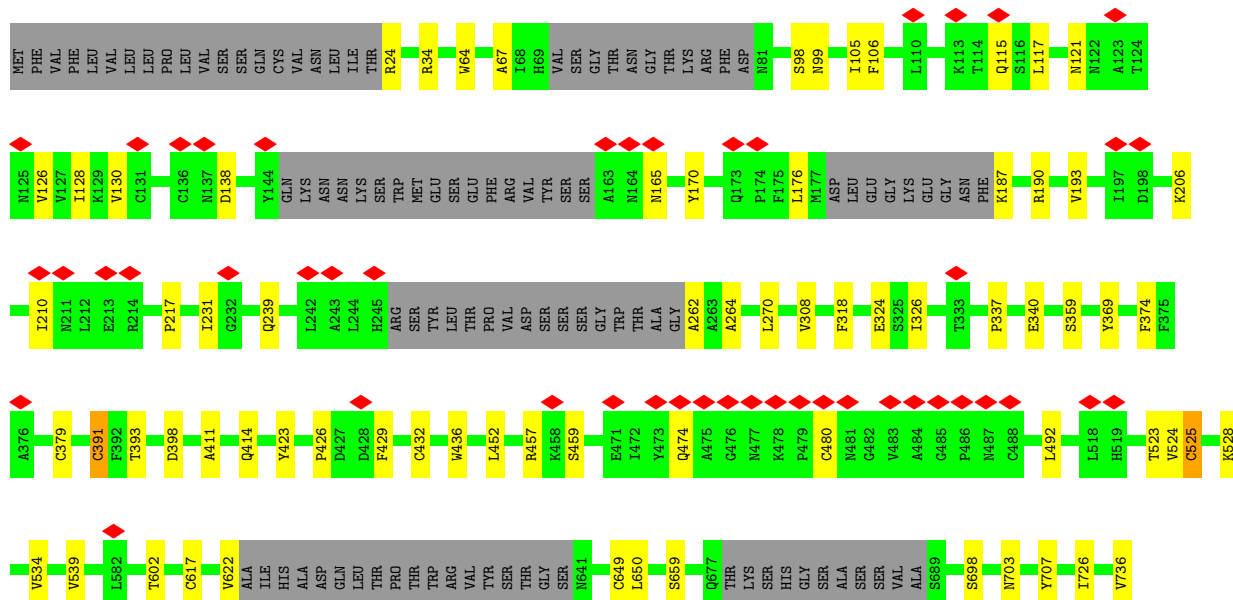 MET PHE VAL PHE LEU VAL LEU LEU PRO LEU VAL SER SER GLN CYS VAL ASN LEU ILE THR R24 R34 W64 A67 I68 H69 VAL SER GLY THR ASN GLY THR LYS ARG PHE ASP N81 S98 N99 I105 F106 L110 K113 T114 Q115 S116 L117 N121 N122 A123 T124
N125 V126 V127 I128 K129 V130 C131 C136 N137 D138 Y144 GLN LYS ASN ASN LYS SER TRP MET GLU SER GLU PHE ARG VAL TYR SER SER A163 N164 N165 Y170 Q173 P174 F175 L176 M177 ASP LEU GLU GLY LYS GLU GLY ASN PHE K187 R190 V193 I197 D198 K206
I210 N211 L212 E213 R214 P217 I231 G232 Q239 L242 A243 L244 H245 ARG SER TYR LEU THR PRO VAL ASP SER SER SER GLY TRP THR ALA GLY A262 A263 A264 L270 V308 F318 E324 S325 I326 T333 P337 E340 S359 Y369 F374 F375
A376 C379 C391 F392 T393 D398 A411 Q414 Y423 P426 D427 D428 F429 C432 W436 L452 R457 K458 S459 E471 I472 Y473 Q474 A475 G476 N477 K478 P479 C480 N481 G482 V483 A484 G485 P486 N487 C488 L492 L518 H519 T523 V524 C525 K528
V534 V539 L582 T602 C617 V622 ALA ILE HIS ALA ASP GLN LEU THR PRO THR TRP ARG VAL TYR SER THR GLY SER N641 C649 L650 S659 Q677 THR LYS SER HIS GLY SER ALA SER SER VAL ALA S689 S698 N703 Y707 I726 V736